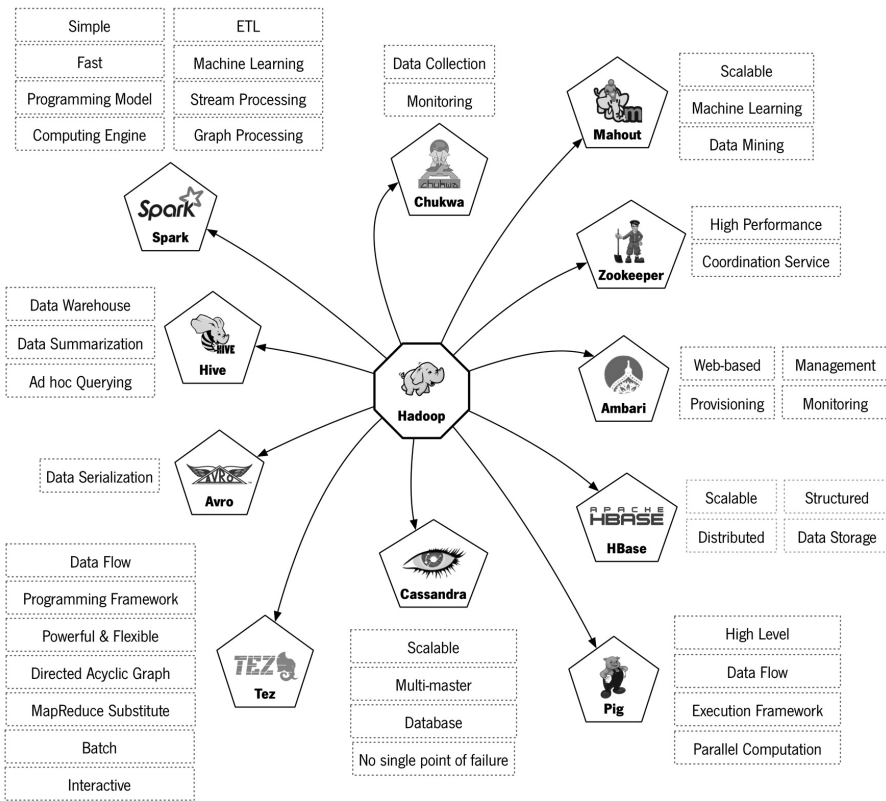 Simple
ETL
Fast
Machine Learning
Programming Model
Stream Processing
Computing Engine
Graph Processing
Spark
Spark
Data Collection
Monitoring
chukwa
Chukwa
Mahout
Scalable
Machine Learning
Data Mining
Zookeeper
High Performance
Coordination Service
Data Warehouse
Data Summarization
Ad hoc Querying
HIVE
Hive
Hadoop
Ambari
Web-based
Management
Provisioning
Monitoring
Data Serialization
AVRO
Avro
APACHE
HBASE
HBase
Scalable
Structured
Distributed
Data Storage
Cassandra
Scalable
Multi-master
Database
No single point of failure
Data Flow
Programming Framework
Powerful & Flexible
Directed Acyclic Graph
MapReduce Substitute
Batch
Interactive
TEZ
Tez
Pig
High Level
Data Flow
Execution Framework
Parallel Computation